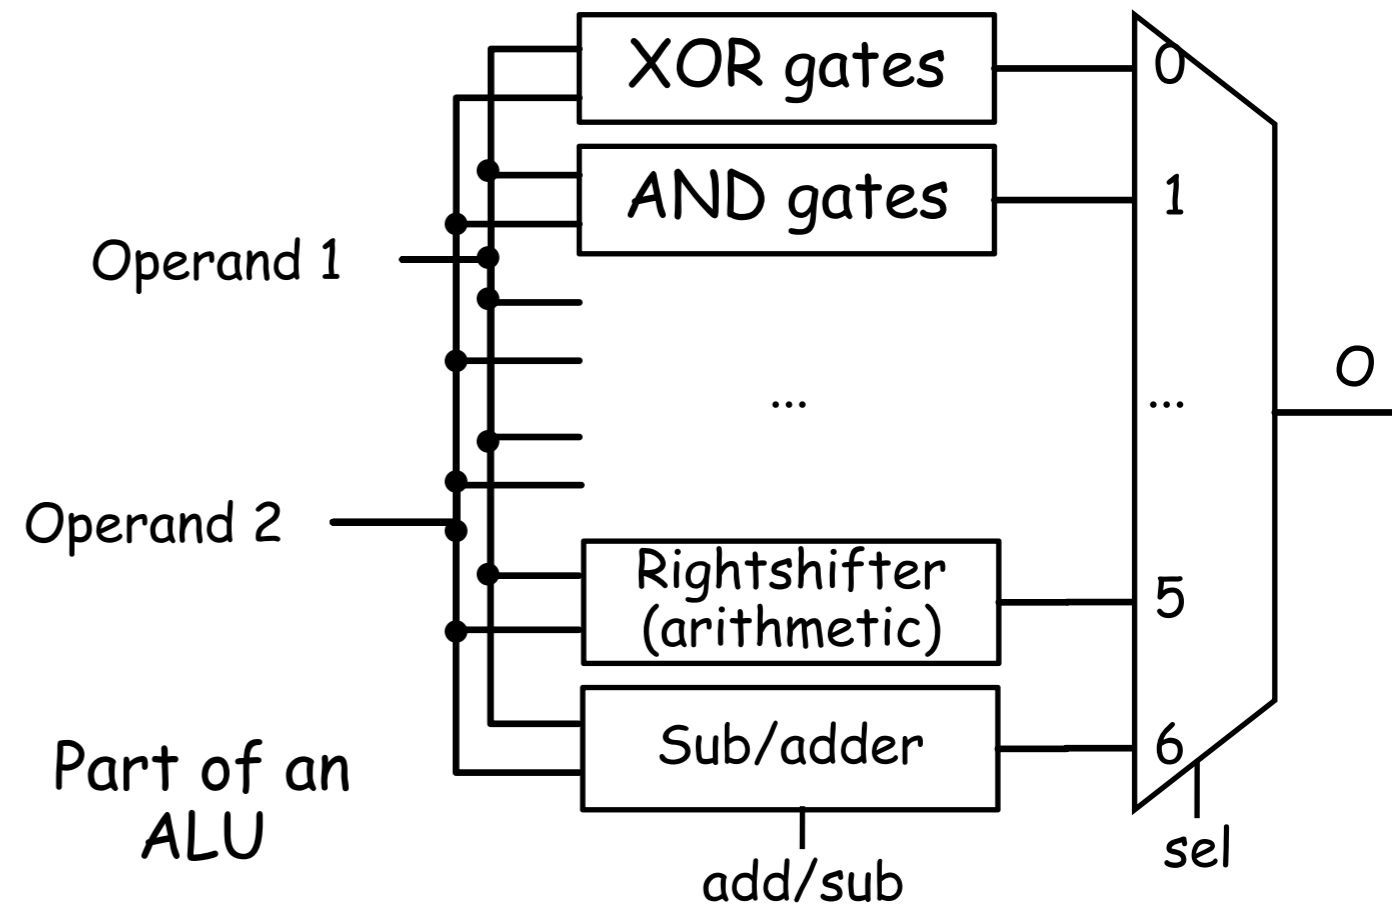 XOR gates
0
AND gates
1
Operand 1
...
...
O
Operand 2
Rightshifter
(arithmetic)
5
Sub/adder
6
Part of an
ALU
add/sub
sel